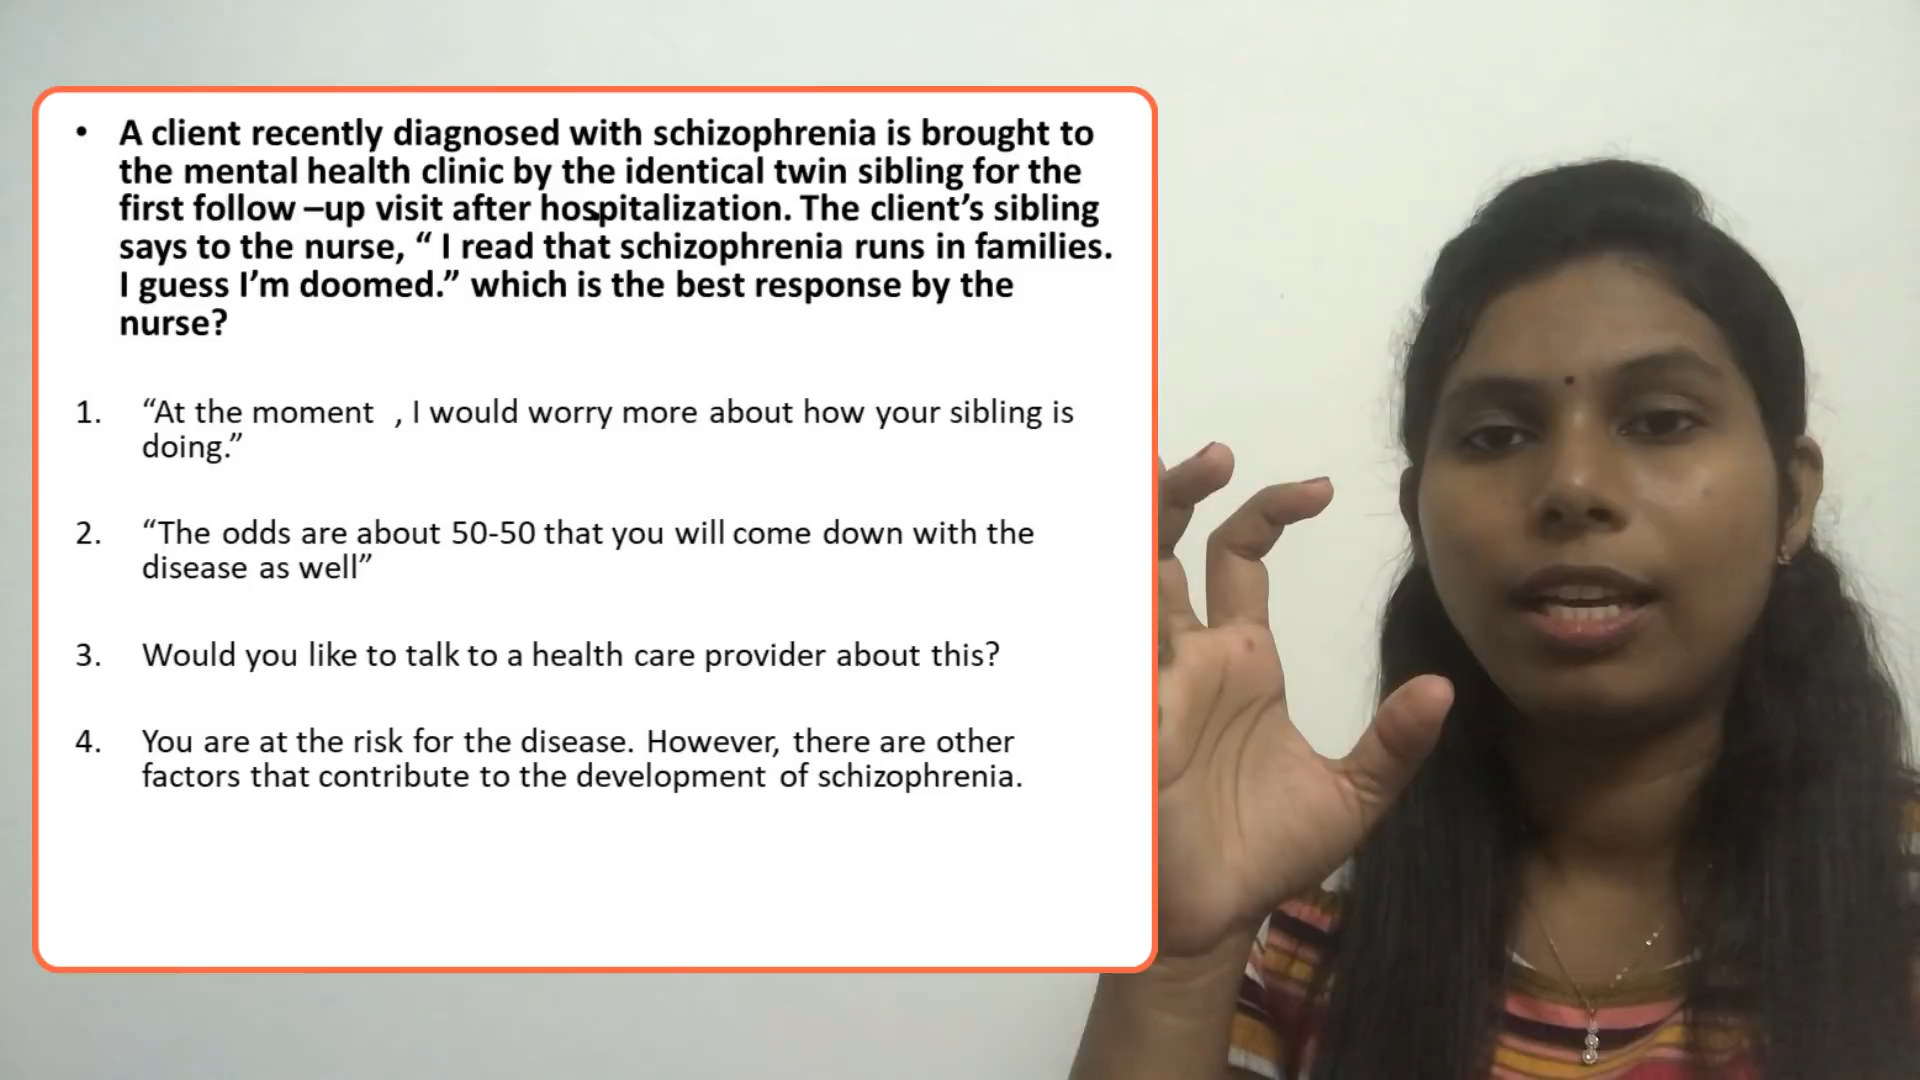 • A client recently diagnosed with schizophrenia is brought to
the mental health clinic by the identical twin sibling for the
first follow –up visit after hospitalization. The client’s sibling
says to the nurse, “ I read that schizophrenia runs in families.
I guess I’m doomed.” which is the best response by the
nurse?
1. “At the moment , I would worry more about how your sibling is
doing.”
2. “The odds are about 50-50 that you will come down with the
disease as well”
3. Would you like to talk to a health care provider about this?
4. You are at the risk for the disease. However, there are other
factors that contribute to the development of schizophrenia.